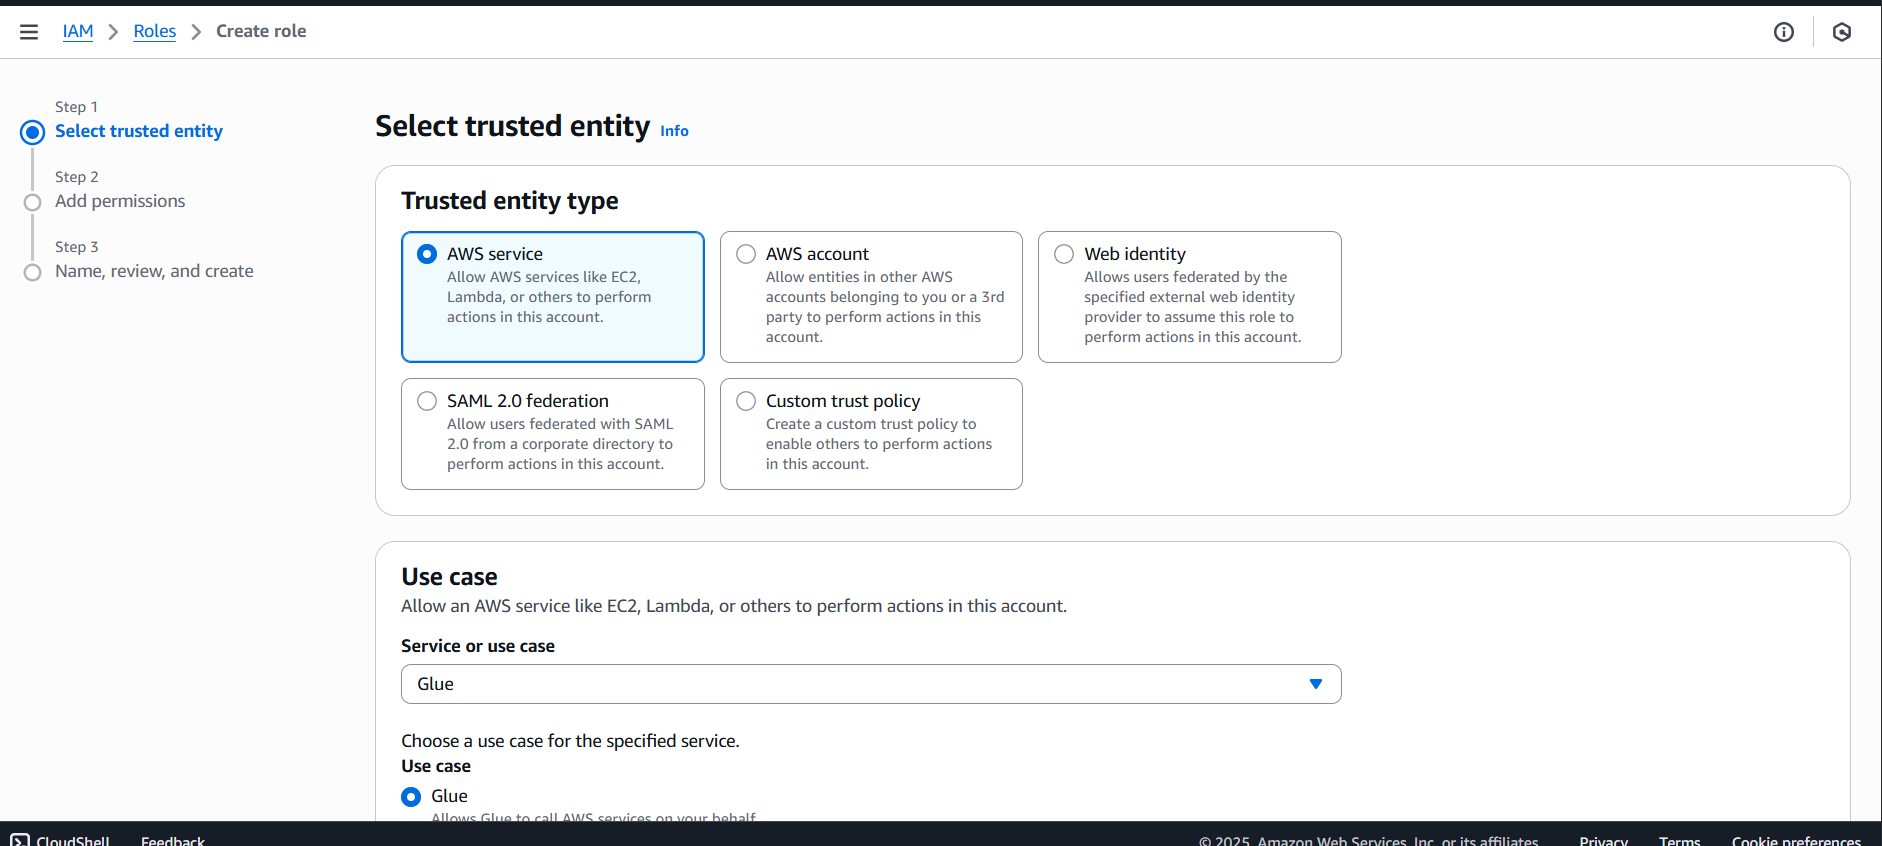 IAM > Roles > Create role
Step 1
Select trusted entity
Step 2
Add permissions
Step 3
Name, review, and create
Select trusted entity Info
Trusted entity type
AWS service
Allow AWS services like EC2,
Lambda, or others to perform
actions in this account.
AWS account
Allow entities in other AWS
accounts belonging to you or a 3rd
party to perform actions in this
account.
Web identity
Allows users federated by the
specified external web identity
provider to assume this role to
perform actions in this account.
SAML 2.0 federation
Allow users federated with SAML
2.0 from a corporate directory to
perform actions in this account.
Custom trust policy
Create a custom trust policy to
enable others to perform actions
in this account.
Use case
Allow an AWS service like EC2, Lambda, or others to perform actions in this account.
Service or use case
Glue
Choose a use case for the specified service.
Use case
Glue
Allows Glue to call AWS services on your behalf
CloudShell Feedback © 2025, Amazon Web Services, Inc. or its affiliates. Privacy Terms Cookie preferences